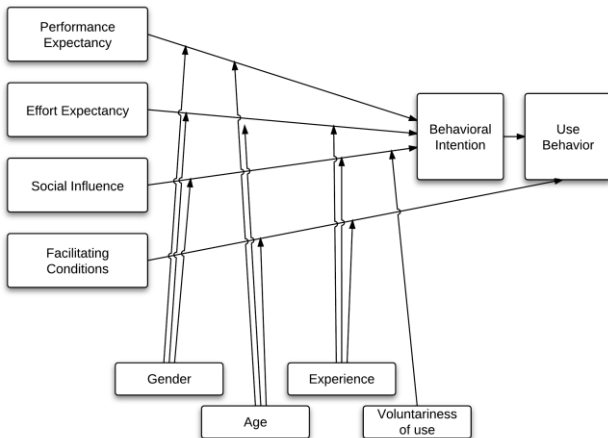 Performance
Expectancy
Effort Expectancy
Social Influence
Facilitating
Conditions
Behavioral
Intention
Use
Behavior
Gender
Age
Experience
Voluntariness
of use